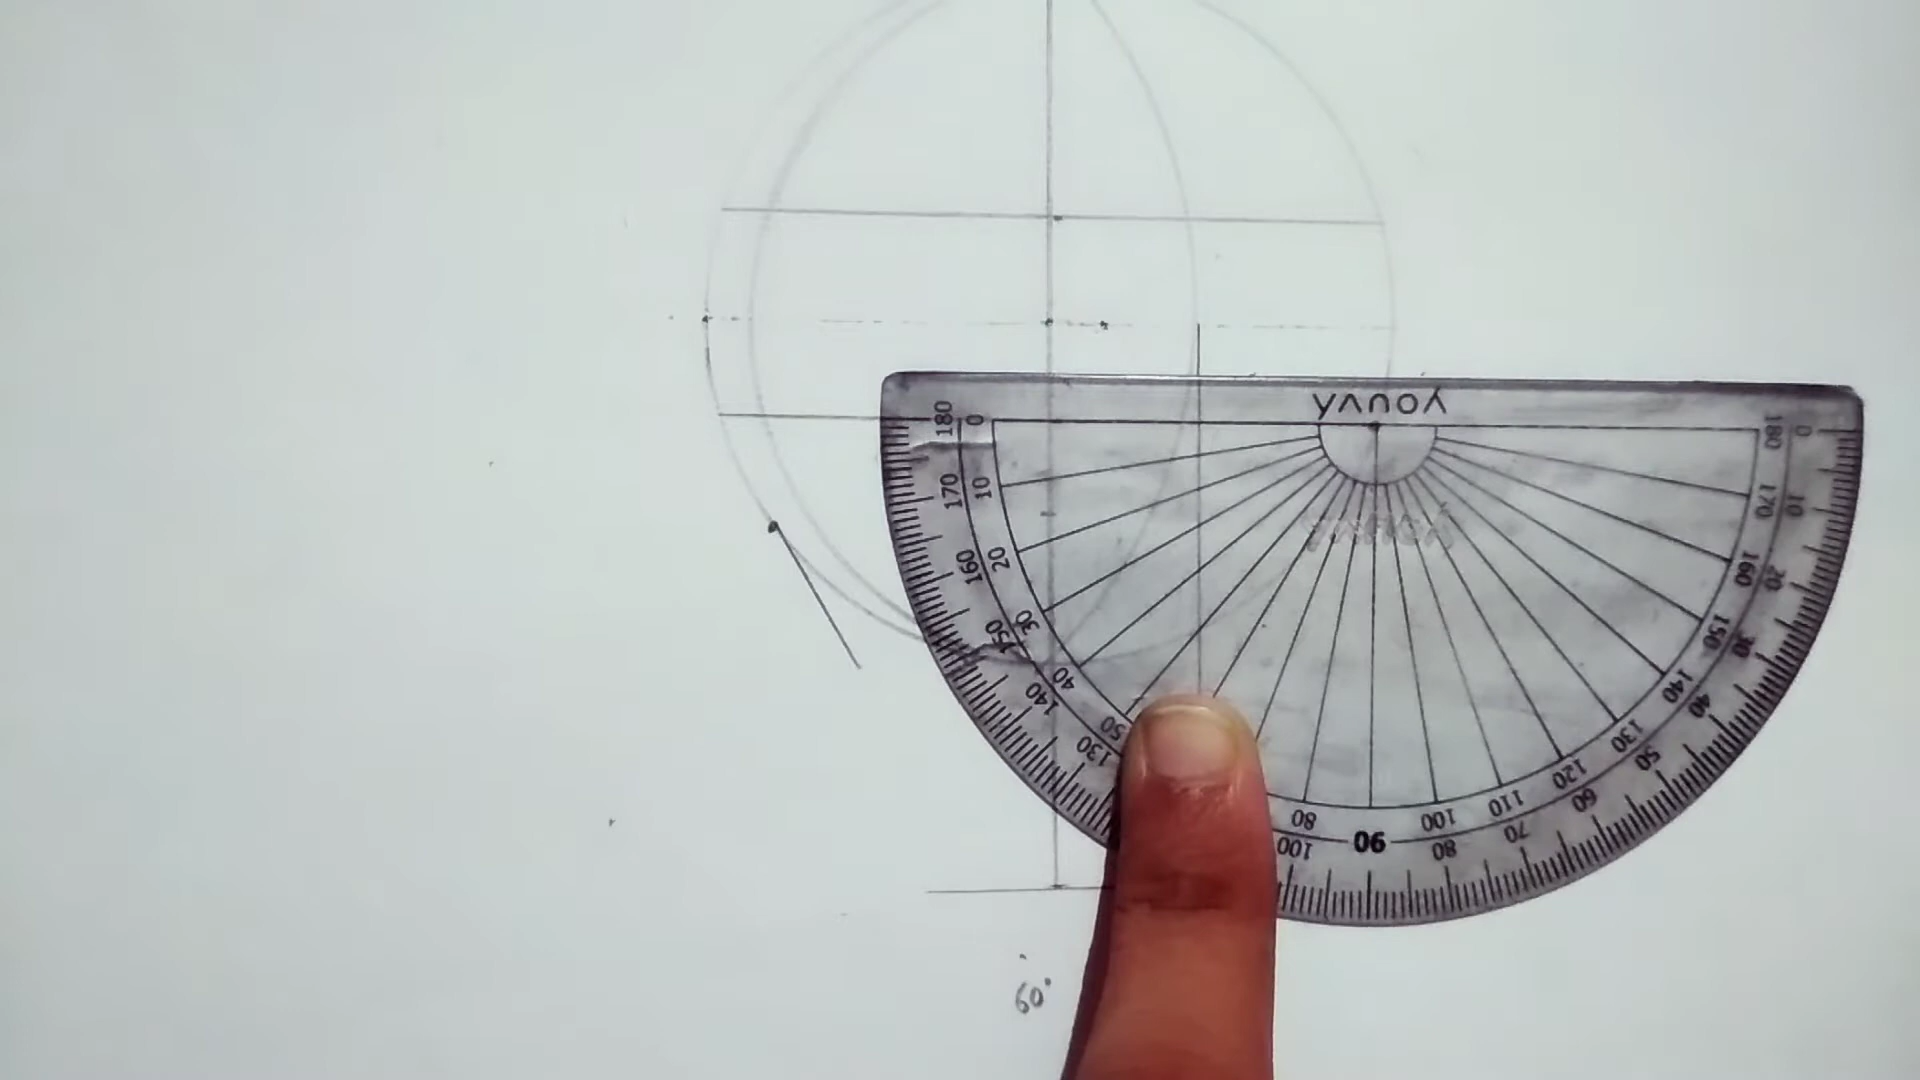 youvA
youvA
180 0 180 0
170 10 170 10
160 20 160 20
150 30 150 30
140 40 140 40
130 50 130 50
120 60
80 110 70
100 90 100 80
60°